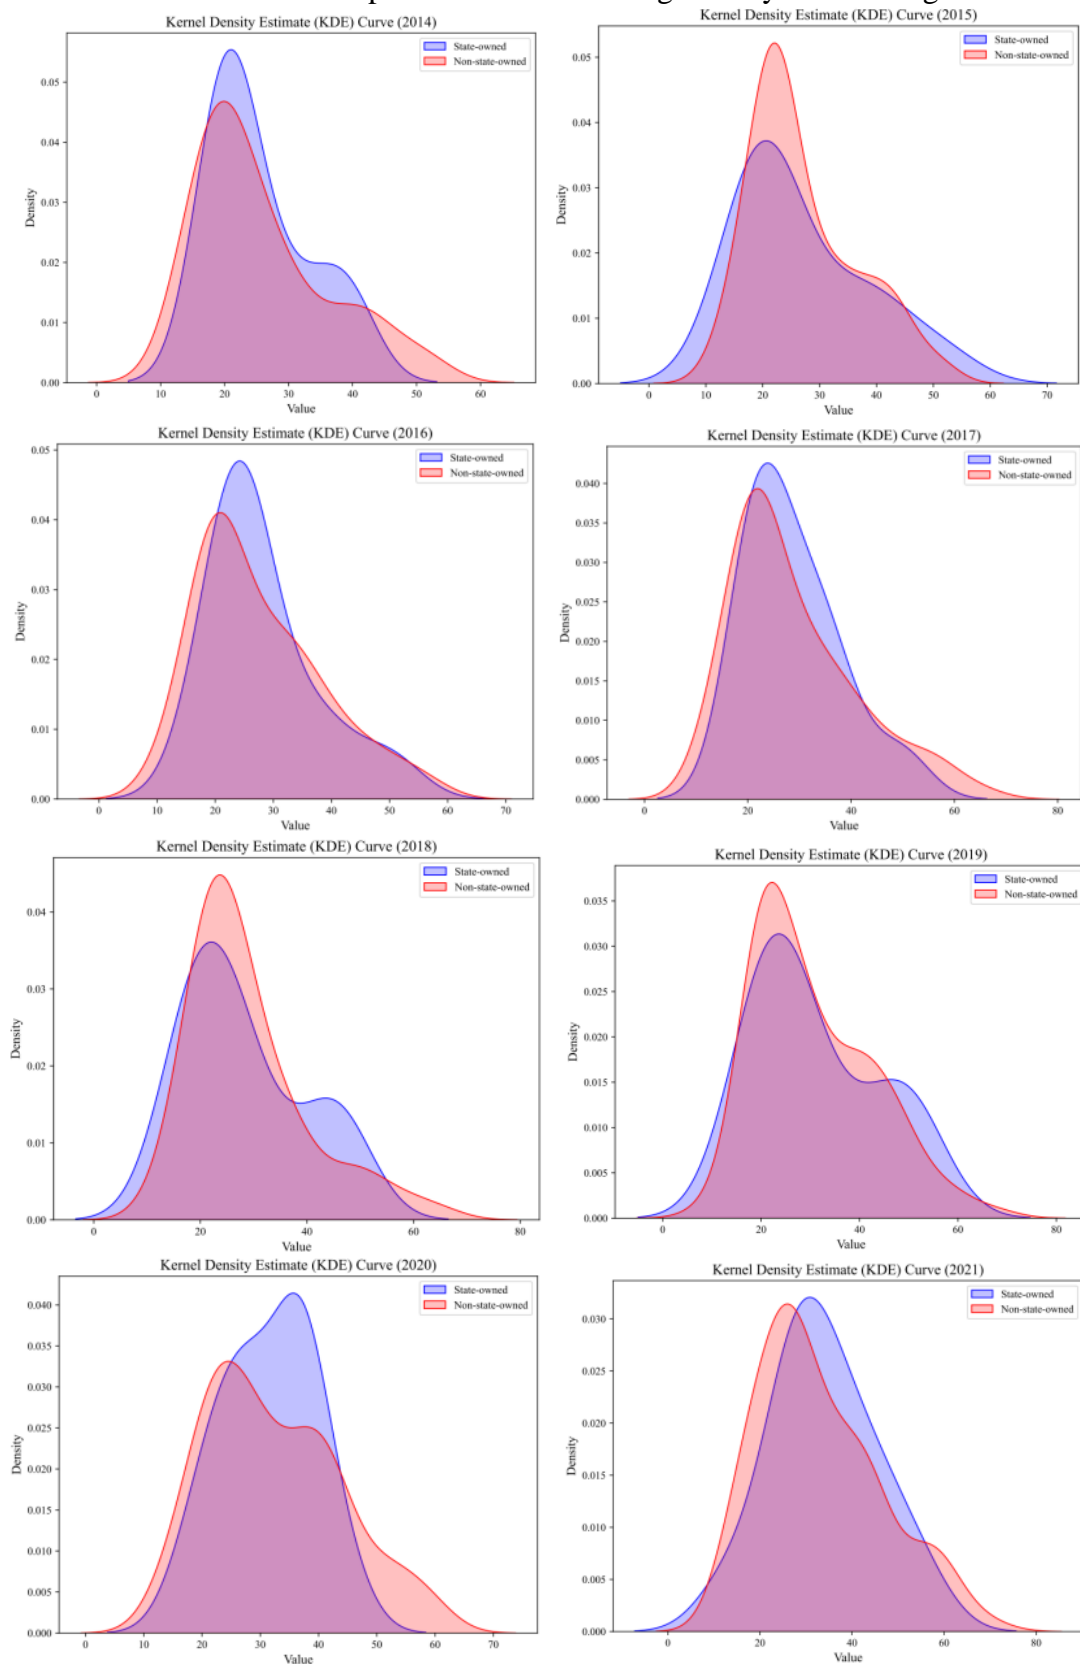 Kernel Density Estimate (KDE) Curve (2014)
State-owned
Non-state-owned
0.05
0.04
0.03
0.02
0.01
0.00
Density
0 10 20 30 40 50 60
Value
Kernel Density Estimate (KDE) Curve (2015)
State-owned
Non-state-owned
0.05
0.04
0.03
0.02
0.01
0.00
Density
0 10 20 30 40 50 60 70
Value
Kernel Density Estimate (KDE) Curve (2016)
State-owned
Non-state-owned
0.05
0.04
0.03
0.02
0.01
0.00
Density
0 10 20 30 40 50 60 70
Value
Kernel Density Estimate (KDE) Curve (2017)
State-owned
Non-state-owned
0.040
0.035
0.030
0.025
0.020
0.015
0.010
0.005
0.000
Density
0 20 40 60 80
Value
Kernel Density Estimate (KDE) Curve (2018)
State-owned
Non-state-owned
0.04
0.03
0.02
0.01
0.00
Density
0 20 40 60 80
Value
Kernel Density Estimate (KDE) Curve (2019)
State-owned
Non-state-owned
0.035
0.030
0.025
0.020
0.015
0.010
0.005
0.000
Density
0 20 40 60 80
Value
Kernel Density Estimate (KDE) Curve (2020)
State-owned
Non-state-owned
0.040
0.035
0.030
0.025
0.020
0.015
0.010
0.005
0.000
Density
0 10 20 30 40 50 60 70
Value
Kernel Density Estimate (KDE) Curve (2021)
State-owned
Non-state-owned
0.030
0.025
0.020
0.015
0.010
0.005
0.000
Density
0 20 40 60 80
Value